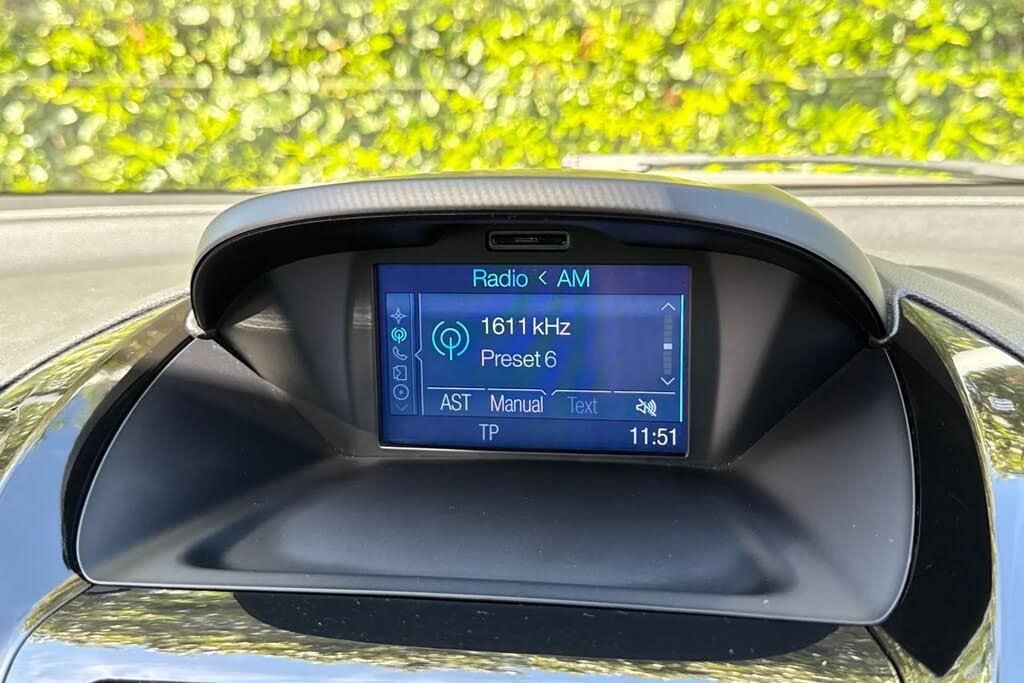 Radio < AM
1611 kHz
Preset 6
AST Manual Text
TP 11:51